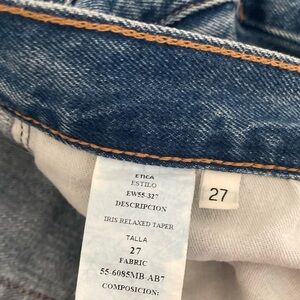 ETICA
ESTILO
EW55-327
DESCRIPCION
IRIS RELAXED TAPER
TALLA
27
FABRIC
55-6085MB-AB7
COMPOSICION:
27